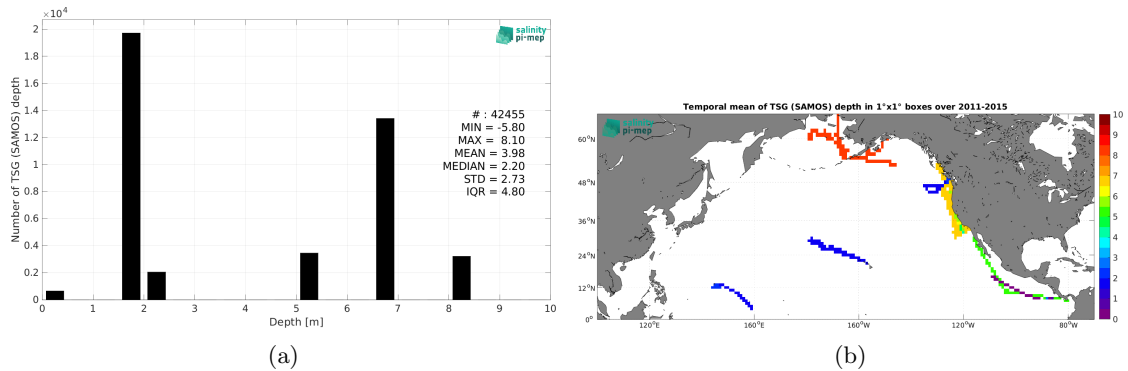 ×10⁴
2
1.8
1.6
1.4
1.2
1
0.8
0.6
0.4
0.2
0
0 1 2 3 4 5 6 7 8 9 10
Number of TSG (SAMOS) depth
Depth [m]
salinity
pi-mep
# : 42455
MIN = -5.80
MAX = 8.10
MEAN = 3.98
MEDIAN = 2.20
STD = 2.73
IQR = 4.80
(a)
Temporal mean of TSG (SAMOS) depth in 1°x1° boxes over 2011-2015
salinity
pi-mep
60°N
48°N
36°N
24°N
12°N
0°
120°E 160°E 160°W 120°W 80°W
10
9
8
7
6
5
4
3
2
1
0
(b)